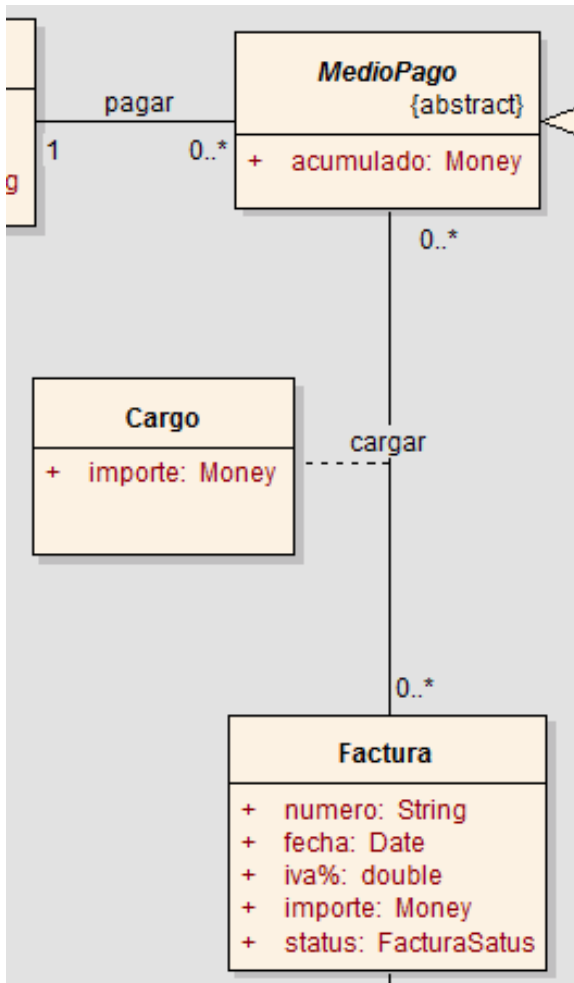 MedioPago
{abstract}
pagar
1
0..*
+ acumulado: Money
g
0..*
Cargo
+ importe: Money
cargar
0..*
Factura
+ numero: String
+ fecha: Date
+ iva%: double
+ importe: Money
+ status: FacturaSatus